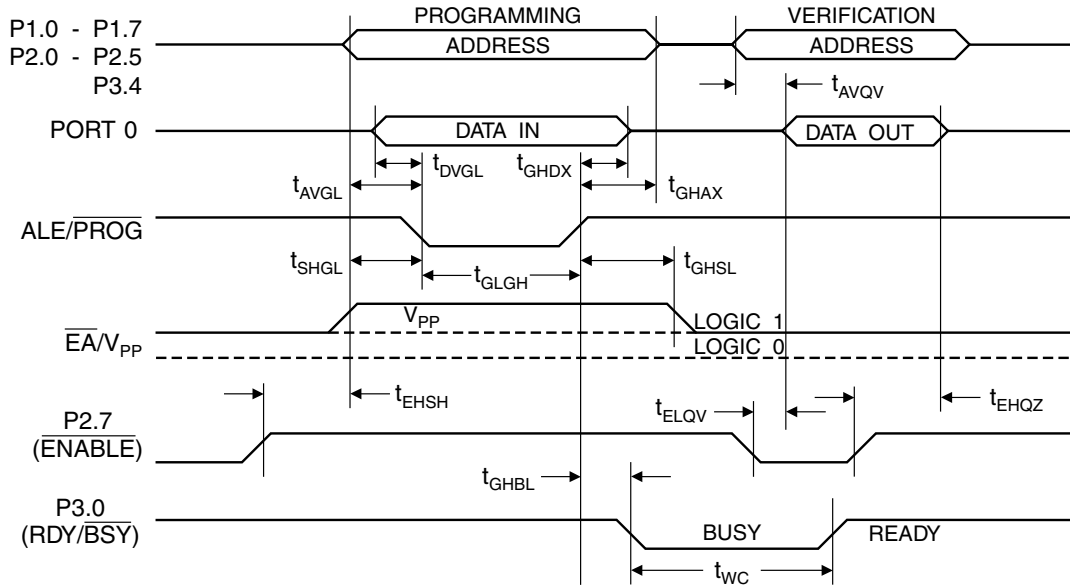 PROGRAMMING VERIFICATION
P1.0 - P1.7
P2.0 - P2.5
P3.4
ADDRESS ADDRESS
tAVQV
PORT 0 DATA IN DATA OUT
tDVGL tGHDX
tAVGL tGHAX
ALE/PROG
tSHGL tGLGH tGHSL
EA/VPP VPP LOGIC 1
LOGIC 0
tEHSH tELQV tEHQZ
P2.7
(ENABLE)
tGHBL
P3.0
(RDY/BSY) BUSY READY
tWC